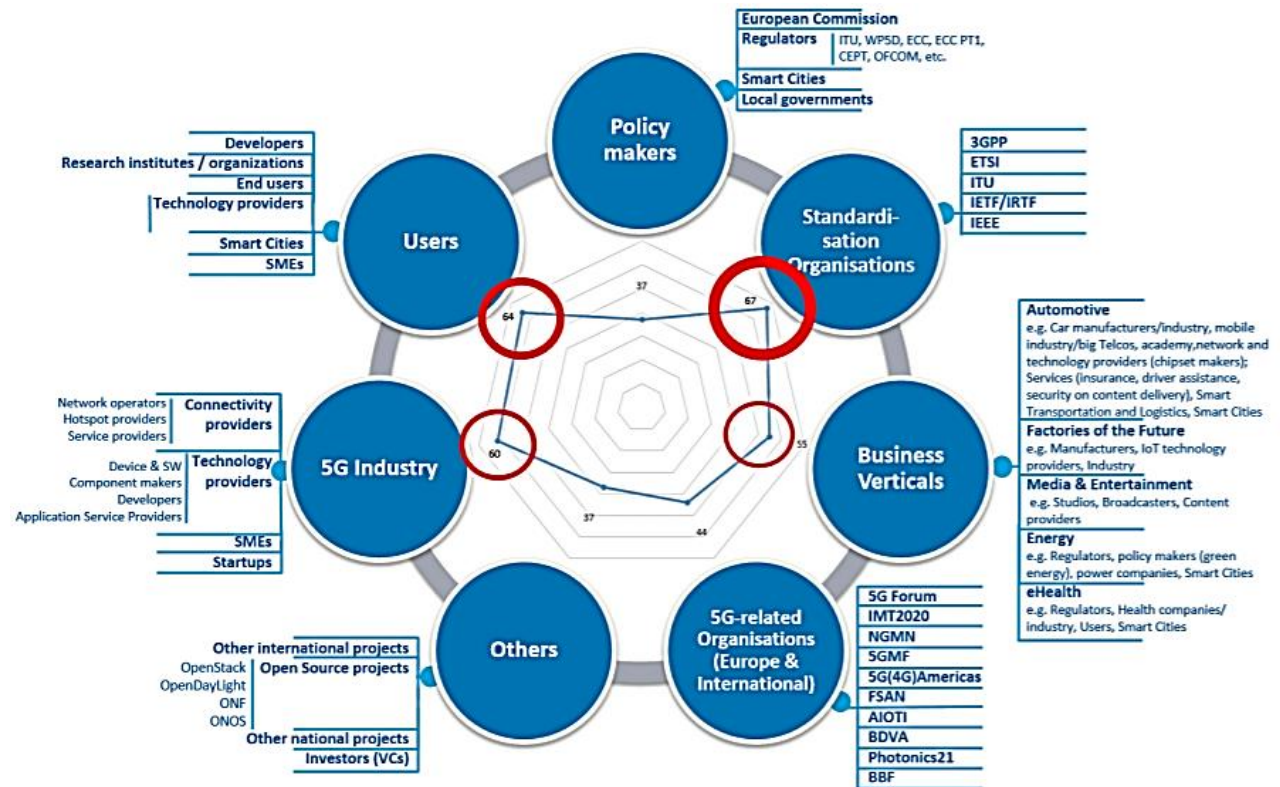 European Commission
Regulators
ITU, WP5D, ECC, ECC PT1,
CEPT, OFCOM, etc.
Smart Cities
Local governments
Policy
makers
Developers
Research institutes / organizations
End users
Technology providers
Smart Cities
SMEs
Users
3GPP
ETSI
ITU
IETF/IRTF
IEEE
Standardi-
sation
Organisations
37
67
64
60
55
37
44
Automotive
e.g. Car manufacturers/industry, mobile
industry/big Telcos, academy,network and
technology providers (chipset makers);
Services (insurance, driver assistance,
security on content delivery), Smart
Transportation and Logistics, Smart Cities
Factories of the Future
e.g. Manufacturers, IoT technology
providers, Industry
Media & Entertainment
e.g. Studios, Broadcasters, Content
providers
Energy
e.g. Regulators, policy makers (green
energy), power companies, Smart Cities
eHealth
e.g. Regulators, Health companies/
industry, Users, Smart Cities
Business
Verticals
Network operators
Hotspot providers
Service providers
Connectivity
providers
Device & SW
Component makers
Developers
Application Service Providers
Technology
providers
SMEs
Startups
5G Industry
Others
Other international projects
OpenStack
OpenDayLight
ONF
ONOS
Open Source projects
Other national projects
Investors (VCs)
5G-related
Organisations
(Europe &
International)
5G Forum
IMT2020
NGMN
5GMF
5G(4G)Americas
FSAN
AIOTI
BDVA
Photonics21
BBF